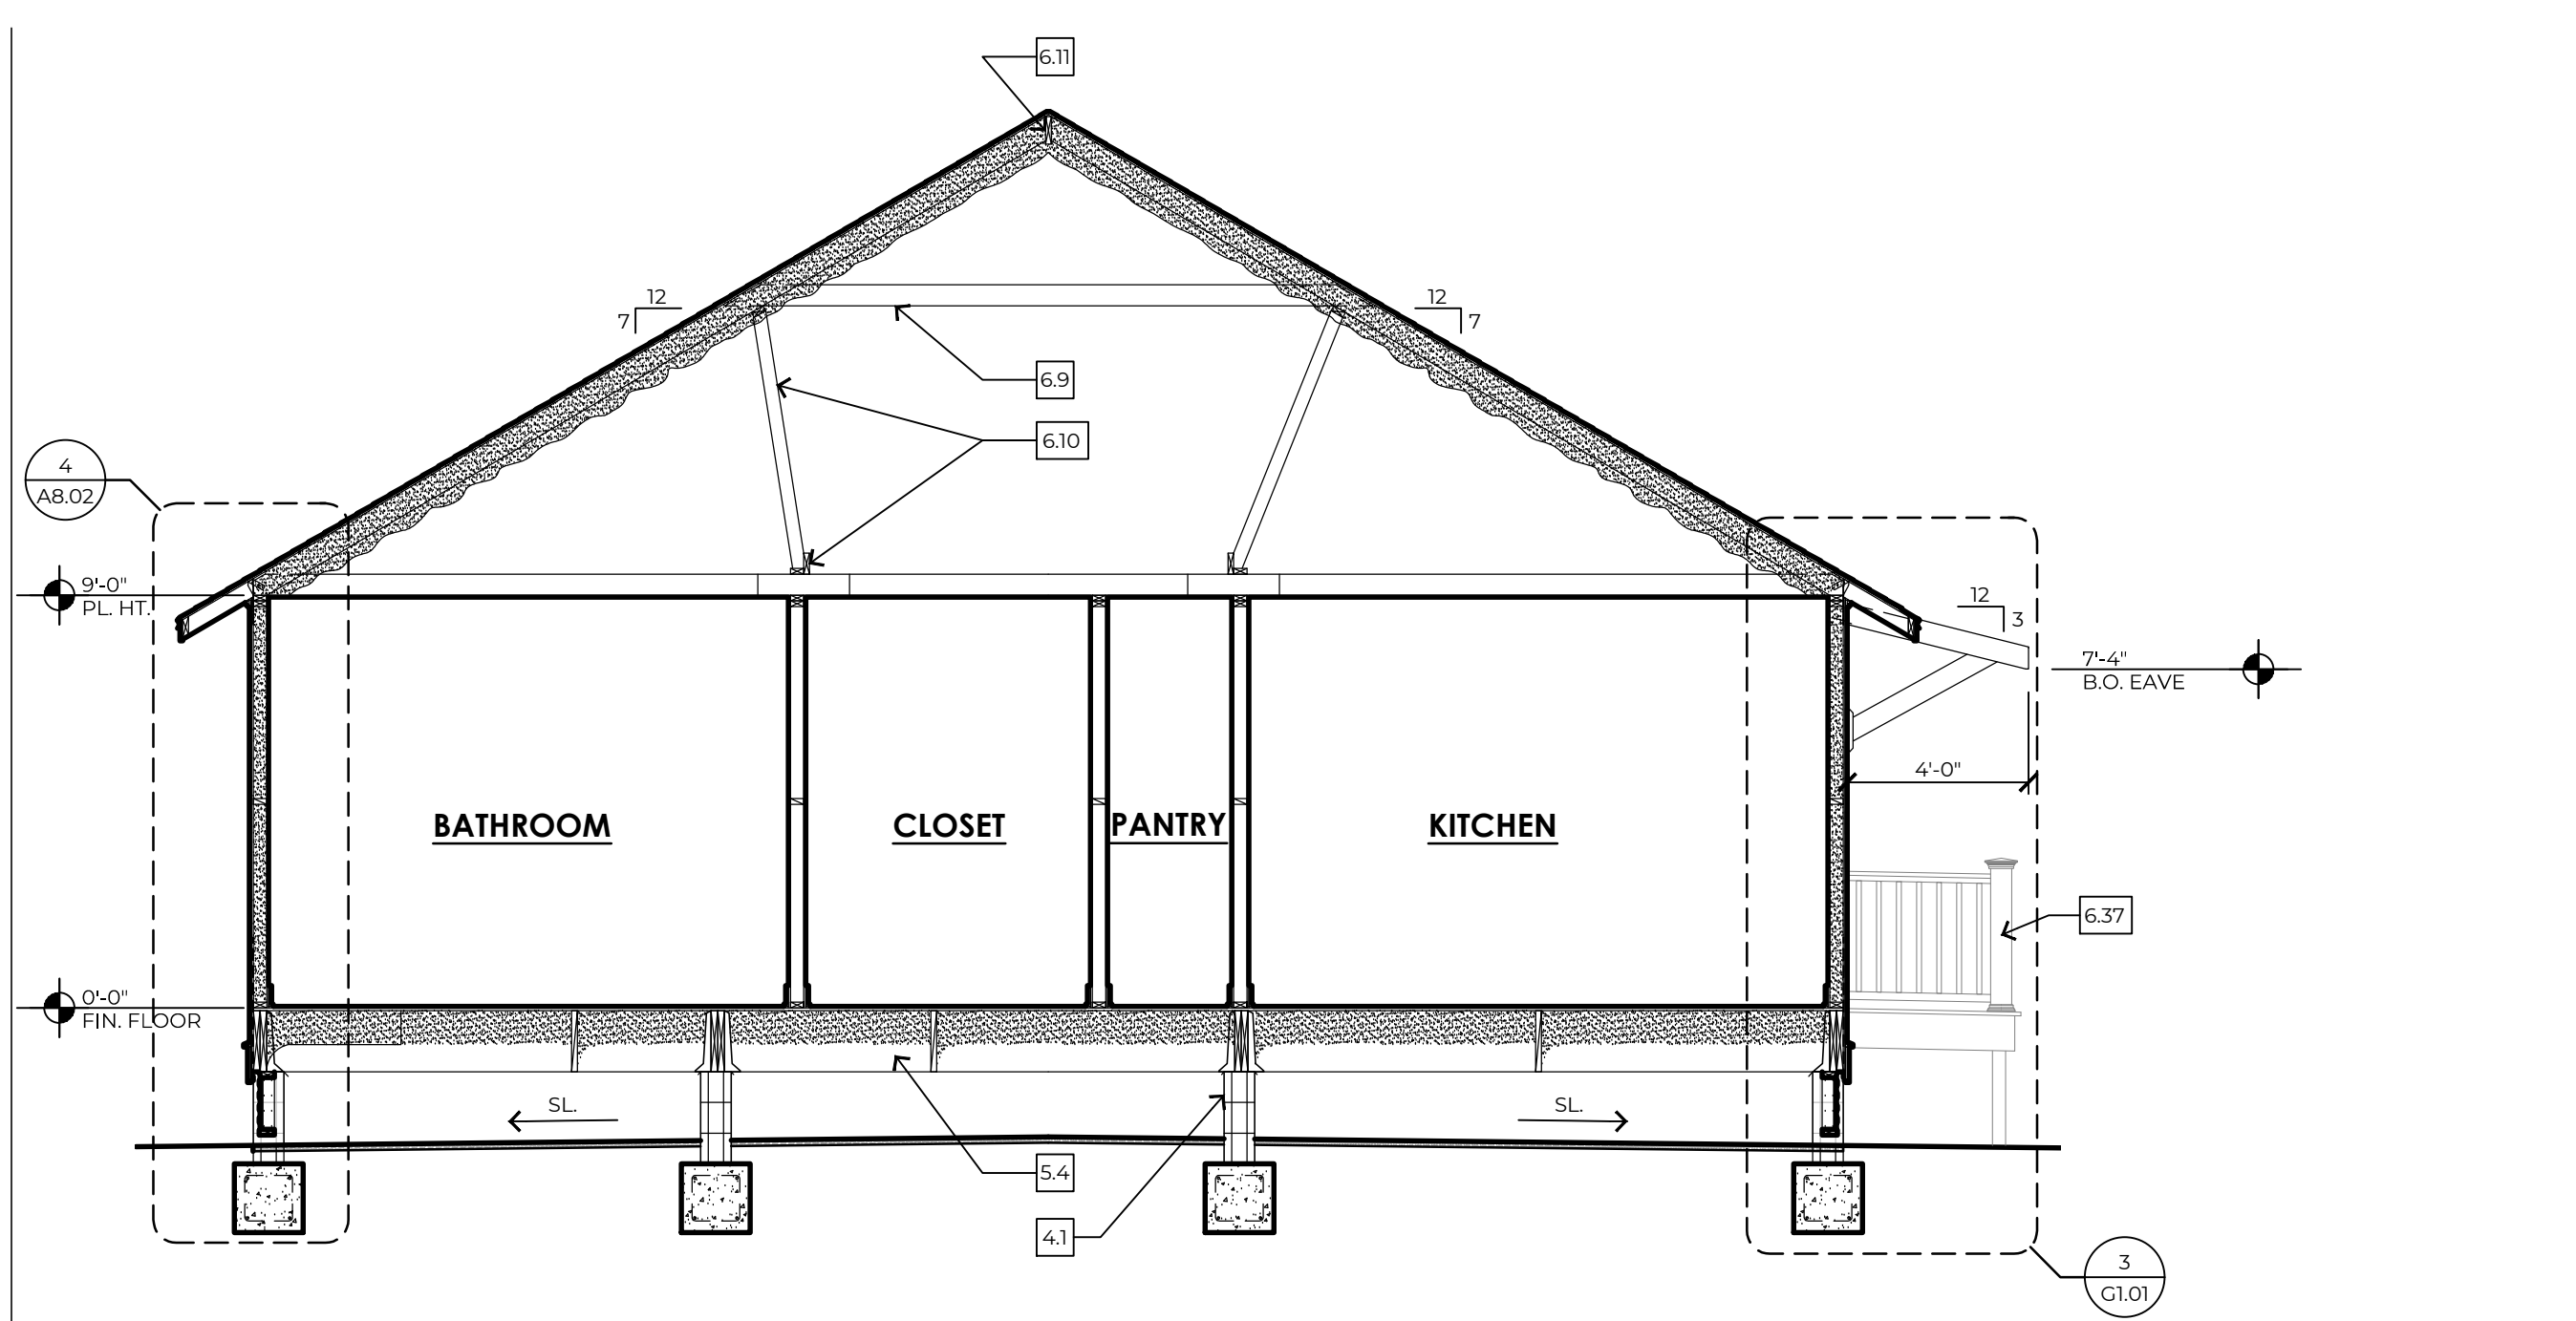 6.11
12
7
12
7
6.9
6.10
4
A8.02
9'-0"
PL. HT.
12
3
7'-4"
B.O. EAVE
4'-0"
BATHROOM
CLOSET
PANTRY
KITCHEN
6.37
0'-0"
FIN. FLOOR
SL.
SL.
5.4
4.1
3
G1.01